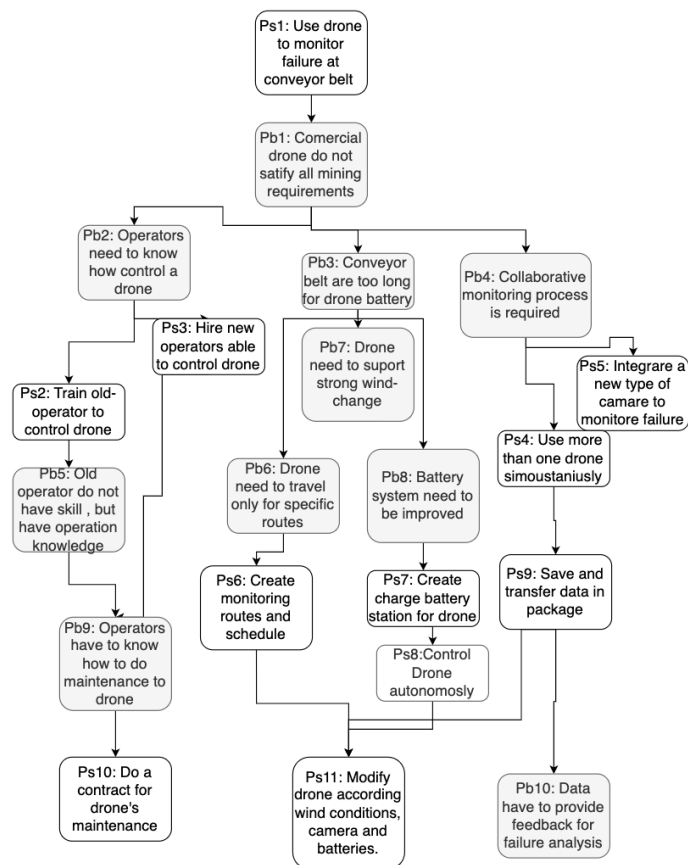 Ps1: Use drone
to monitor
failure at
conveyor belt
Pb1: Comercial
drone do not
satify all mining
requirements
Pb2: Operators
need to know
how control a
drone
Pb3: Conveyor
belt are too long
for drone battery
Pb4: Collaborative
monitoring process
is required
Ps3: Hire new
operators able
to control drone
Pb7: Drone
need to suport
strong wind-
change
Ps5: Integrare a
new type of
camare to
monitore failure
Ps2: Train old-
operator to
control drone
Ps4: Use more
than one drone
simoustaniusly
Pb5: Old
operator do not
have skill , but
have operation
knowledge
Pb6: Drone
need to travel
only for specific
routes
Pb8: Battery
system need to
be improved
Ps6: Create
monitoring
routes and
schedule
Ps7: Create
charge battery
station for drone
Ps9: Save and
transfer data in
package
Pb9: Operators
have to know
how to do
maintenance to
drone
Ps8:Control
Drone
autonomosly
Ps10: Do a
contract for
drone's
maintenance
Ps11: Modify
drone according
wind conditions,
camera and
batteries.
Pb10: Data
have to provide
feedback for
failure analysis